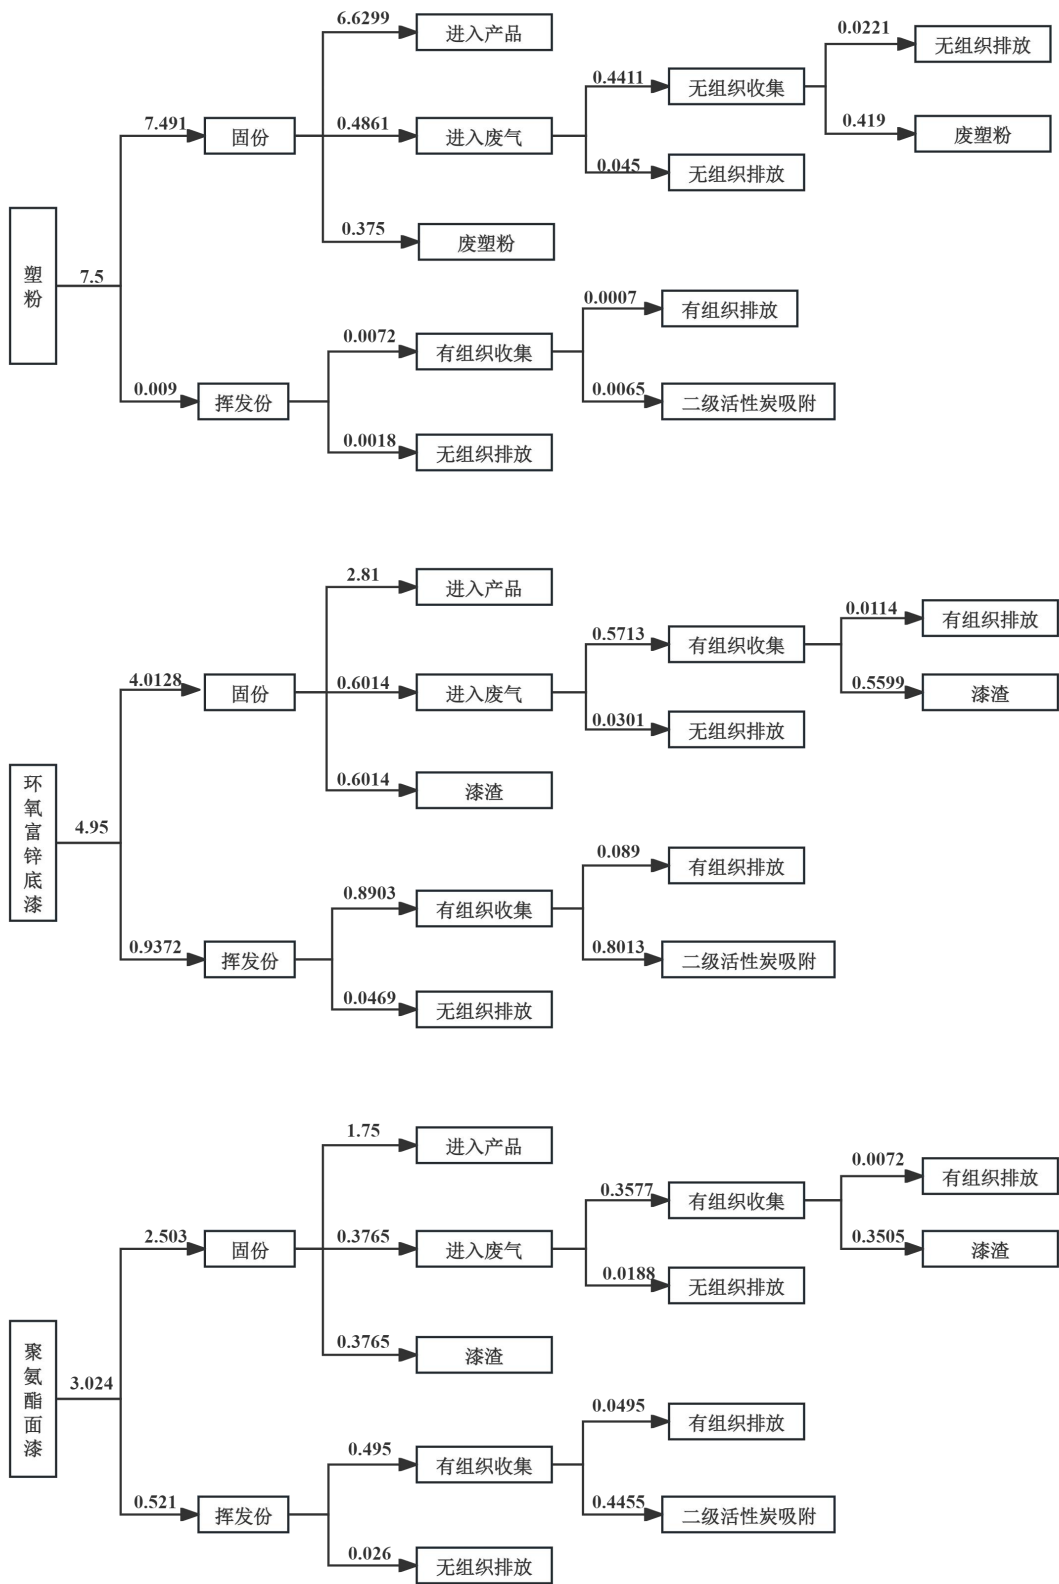 6.6299
进入产品
0.0221
无组织排放
0.4411
无组织收集
7.491
固份
0.4861
进入废气
0.419
废塑粉
0.045
无组织排放
0.375
废塑粉
塑粉
7.5
0.0007
有组织排放
0.0072
有组织收集
0.009
挥发份
0.0065
二级活性炭吸附
0.0018
无组织排放
2.81
进入产品
0.0114
有组织排放
0.5713
有组织收集
4.0128
固份
0.6014
进入废气
0.5599
漆渣
0.0301
无组织排放
0.6014
漆渣
环氧富锌底漆
4.95
0.089
有组织排放
0.8903
有组织收集
0.9372
挥发份
0.8013
二级活性炭吸附
0.0469
无组织排放
1.75
进入产品
0.0072
有组织排放
0.3577
有组织收集
2.503
固份
0.3765
进入废气
0.3505
漆渣
0.0188
无组织排放
0.3765
漆渣
聚氨酯面漆
3.024
0.0495
有组织排放
0.495
有组织收集
0.521
挥发份
0.4455
二级活性炭吸附
0.026
无组织排放